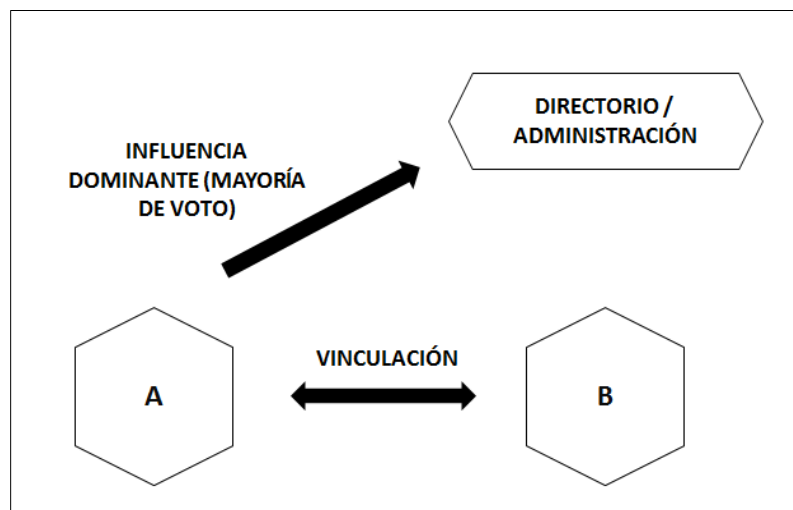 DIRECTORIO /
ADMINISTRACIÓN
INFLUENCIA
DOMINANTE (MAYORÍA
DE VOTO)
VINCULACIÓN
A
B